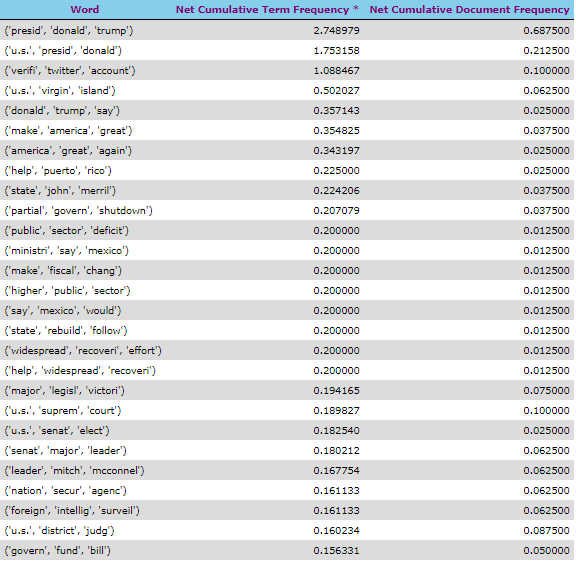 Word Net Cumulative Term Frequency * Net Cumulative Document Frequency
('presid', 'donald', 'trump') 2.748979 0.687500
('u.s.', 'presid', 'donald') 1.753158 0.212500
('verifi', 'twitter', 'account') 1.088467 0.100000
('u.s.', 'virgin', 'island') 0.502027 0.062500
('donald', 'trump', 'say') 0.357143 0.025000
('make', 'america', 'great') 0.354825 0.037500
('america', 'great', 'again') 0.343197 0.025000
('help', 'puerto', 'rico') 0.225000 0.025000
('state', 'john', 'merril') 0.224206 0.037500
('partial', 'govern', 'shutdown') 0.207079 0.037500
('public', 'sector', 'deficit') 0.200000 0.012500
('ministri', 'say', 'mexico') 0.200000 0.012500
('make', 'fiscal', 'chang') 0.200000 0.012500
('higher', 'public', 'sector') 0.200000 0.012500
('say', 'mexico', 'would') 0.200000 0.012500
('state', 'rebuild', 'follow') 0.200000 0.012500
('widespread', 'recoveri', 'effort') 0.200000 0.012500
('help', 'widespread', 'recoveri') 0.200000 0.012500
('major', 'legisl', 'victori') 0.194165 0.075000
('u.s.', 'suprem', 'court') 0.189827 0.100000
('u.s.', 'senat', 'elect') 0.182540 0.025000
('senat', 'major', 'leader') 0.180212 0.062500
('leader', 'mitch', 'mcconnel') 0.167754 0.062500
('nation', 'secur', 'agenc') 0.161133 0.062500
('foreign', 'intellig', 'surveil') 0.161133 0.062500
('u.s.', 'district', 'judg') 0.160234 0.087500
('govern', 'fund', 'bill') 0.156331 0.050000